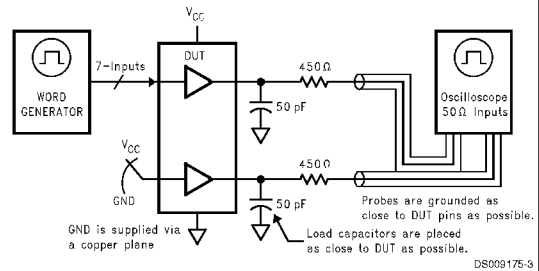 VCC
DUT
7-Inputs
WORD
GENERATOR
450Ω
50 pF
Oscilloscope
50Ω Inputs
VCC
GND
450Ω
50 pF
Probes are grounded as
close to DUT pins as possible.
GND is supplied via
a copper plane
Load capacitors are placed
as close to DUT as possible.
DS009175-3